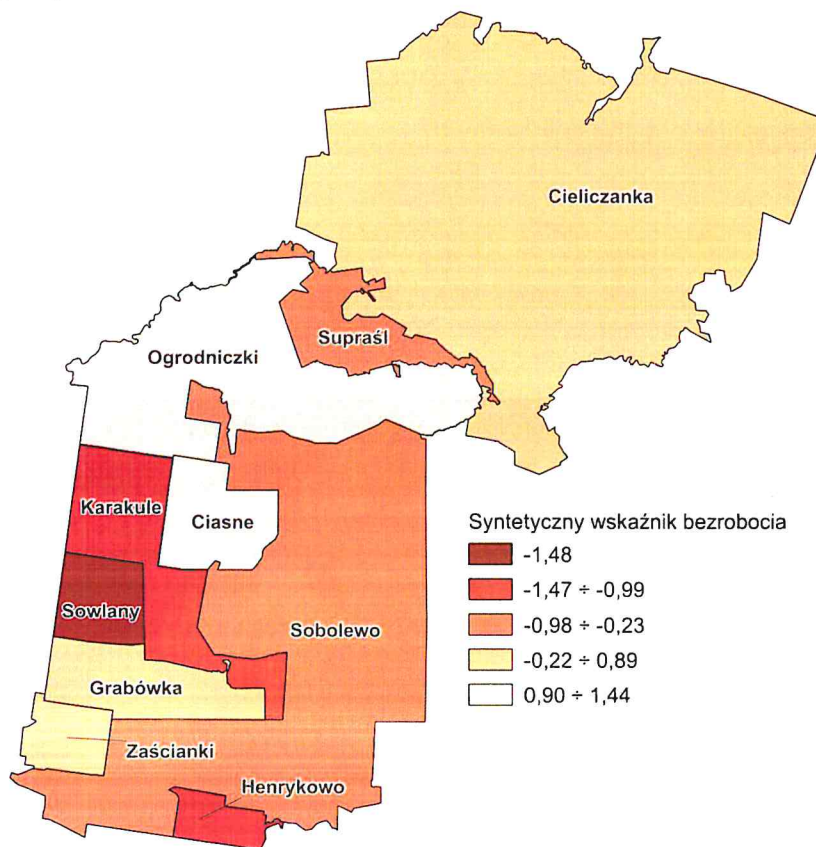 Cieliczanka
Supraśl
Ogrodniczki
Karakule
Ciasne
Sowlany
Sobolewo
Grabówka
Zaścianki
Henrykowo
Syntetyczny wskaźnik bezrobocia
-1,48
-1,47 ÷ -0,99
-0,98 ÷ -0,23
-0,22 ÷ 0,89
0,90 ÷ 1,44